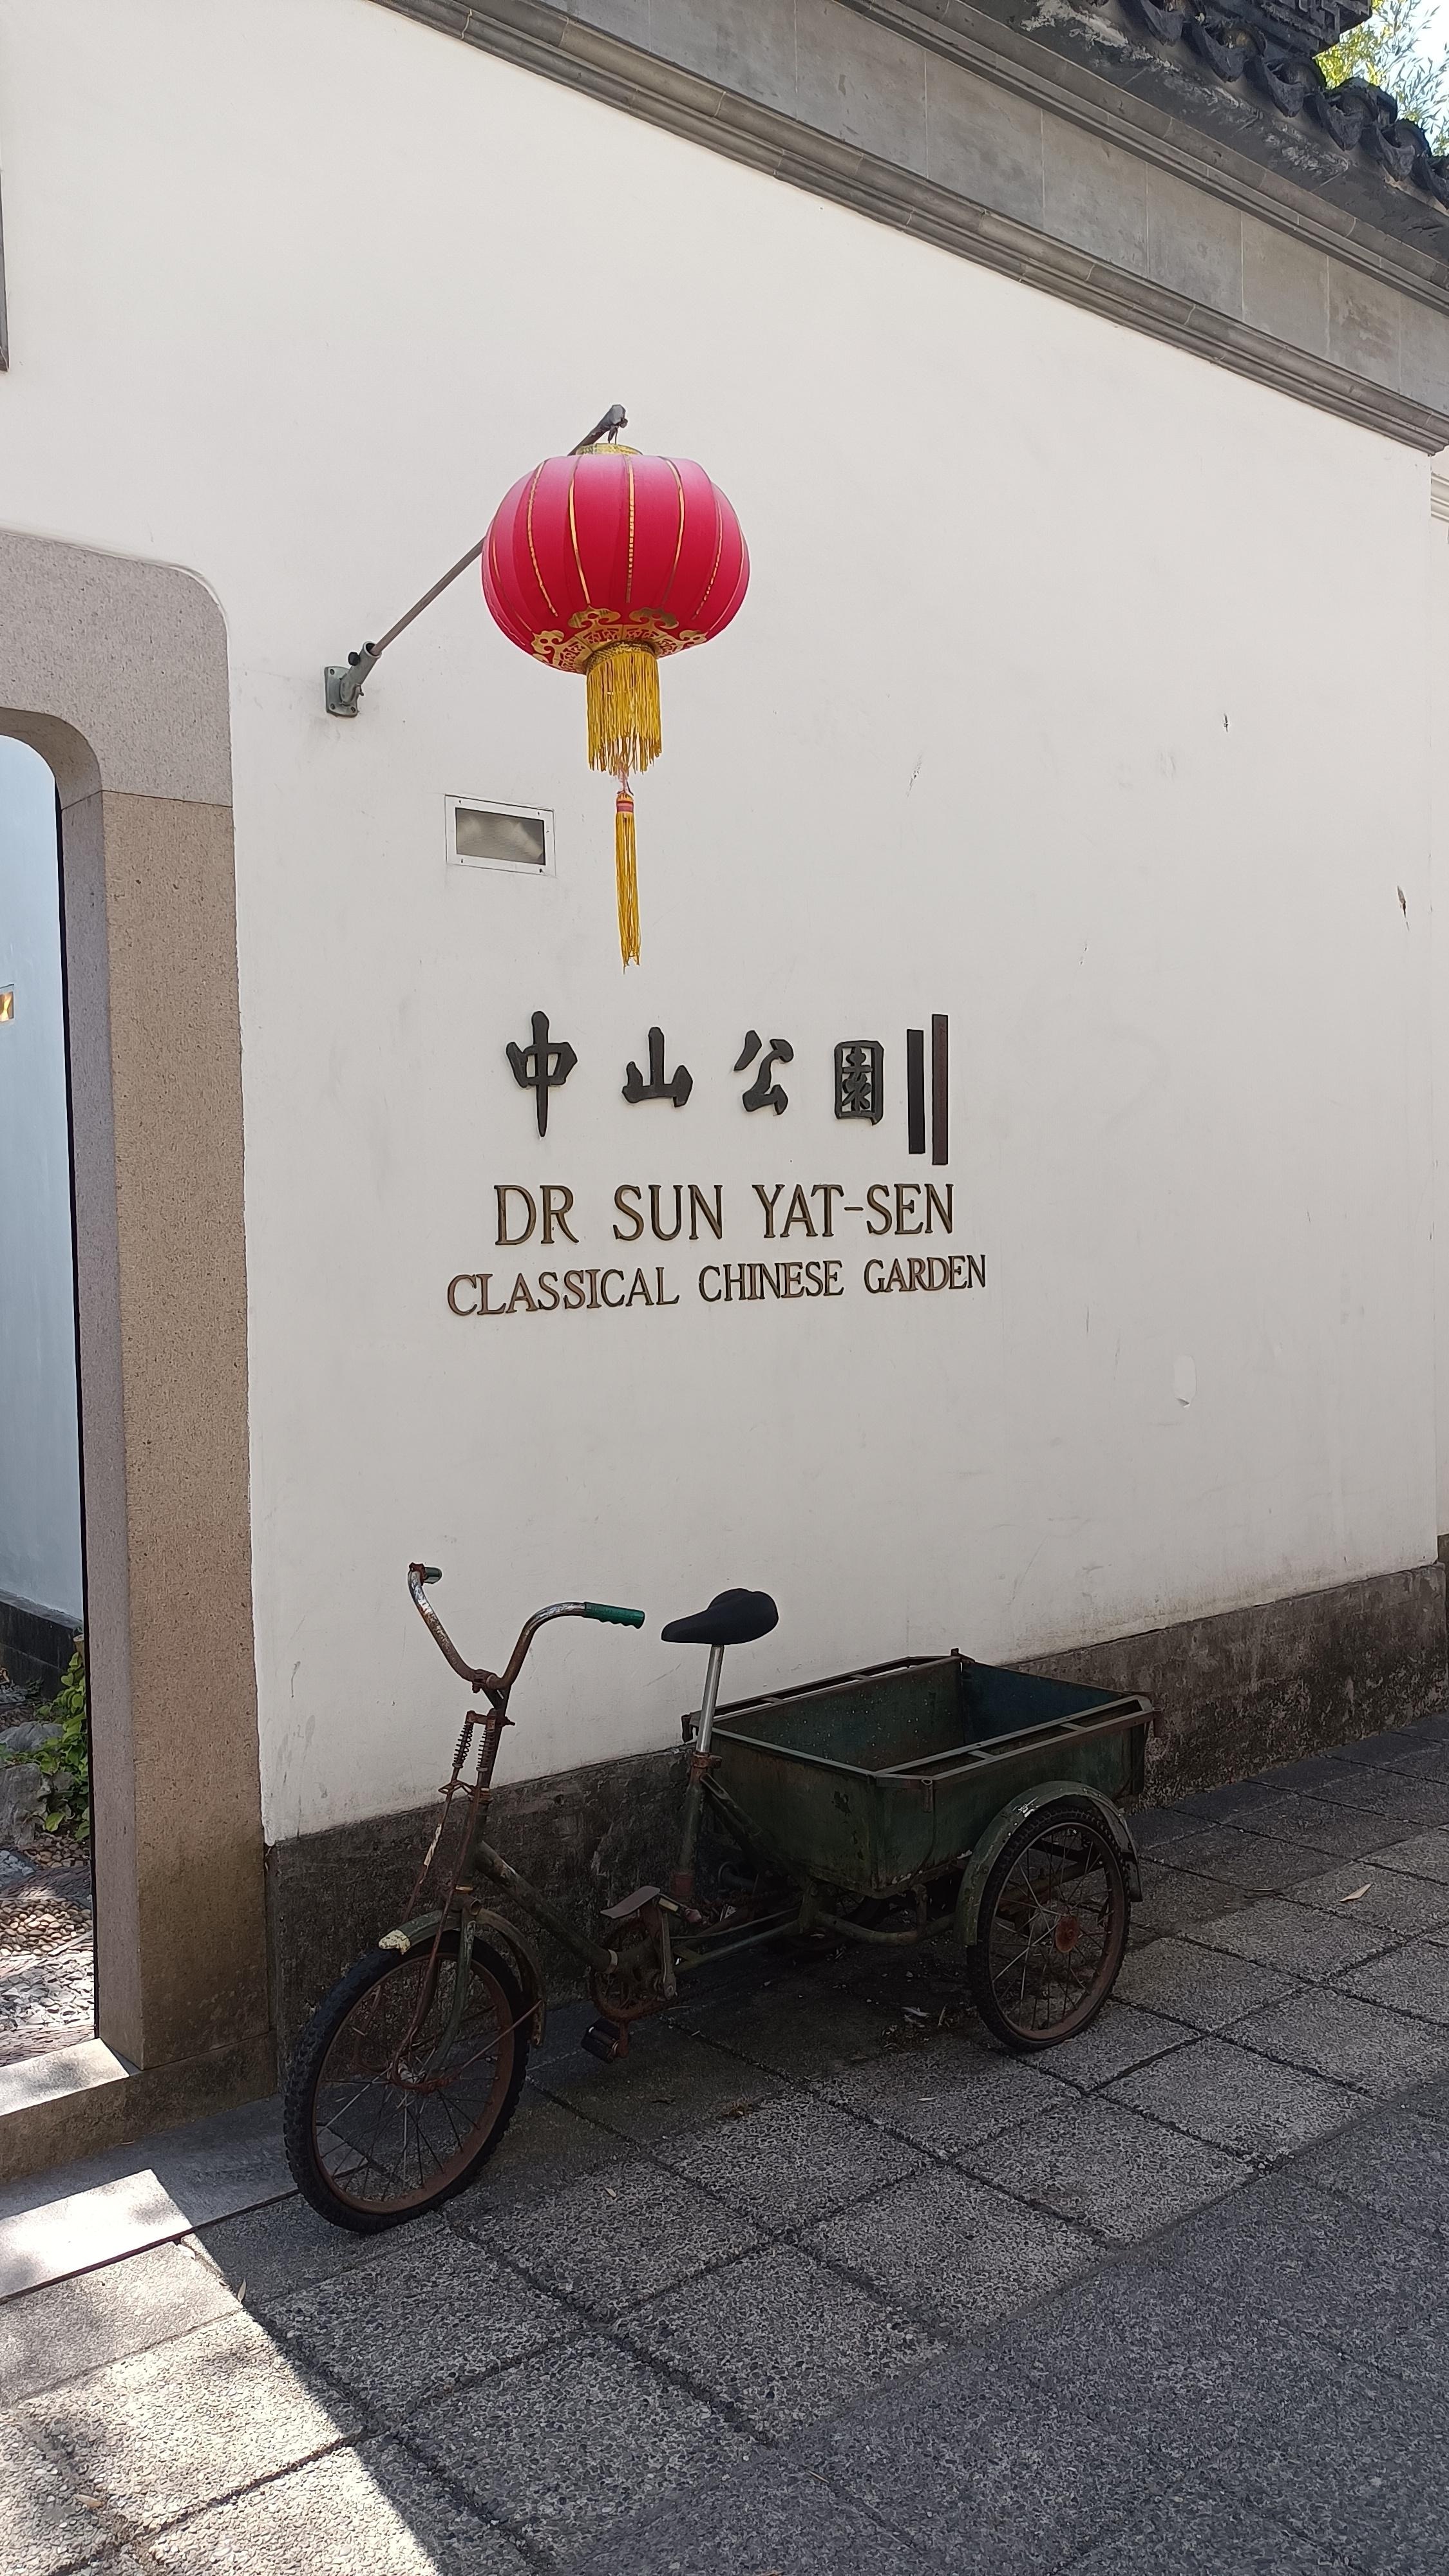 中山公園
DR SUN YAT-SEN
CLASSICAL CHINESE GARDEN